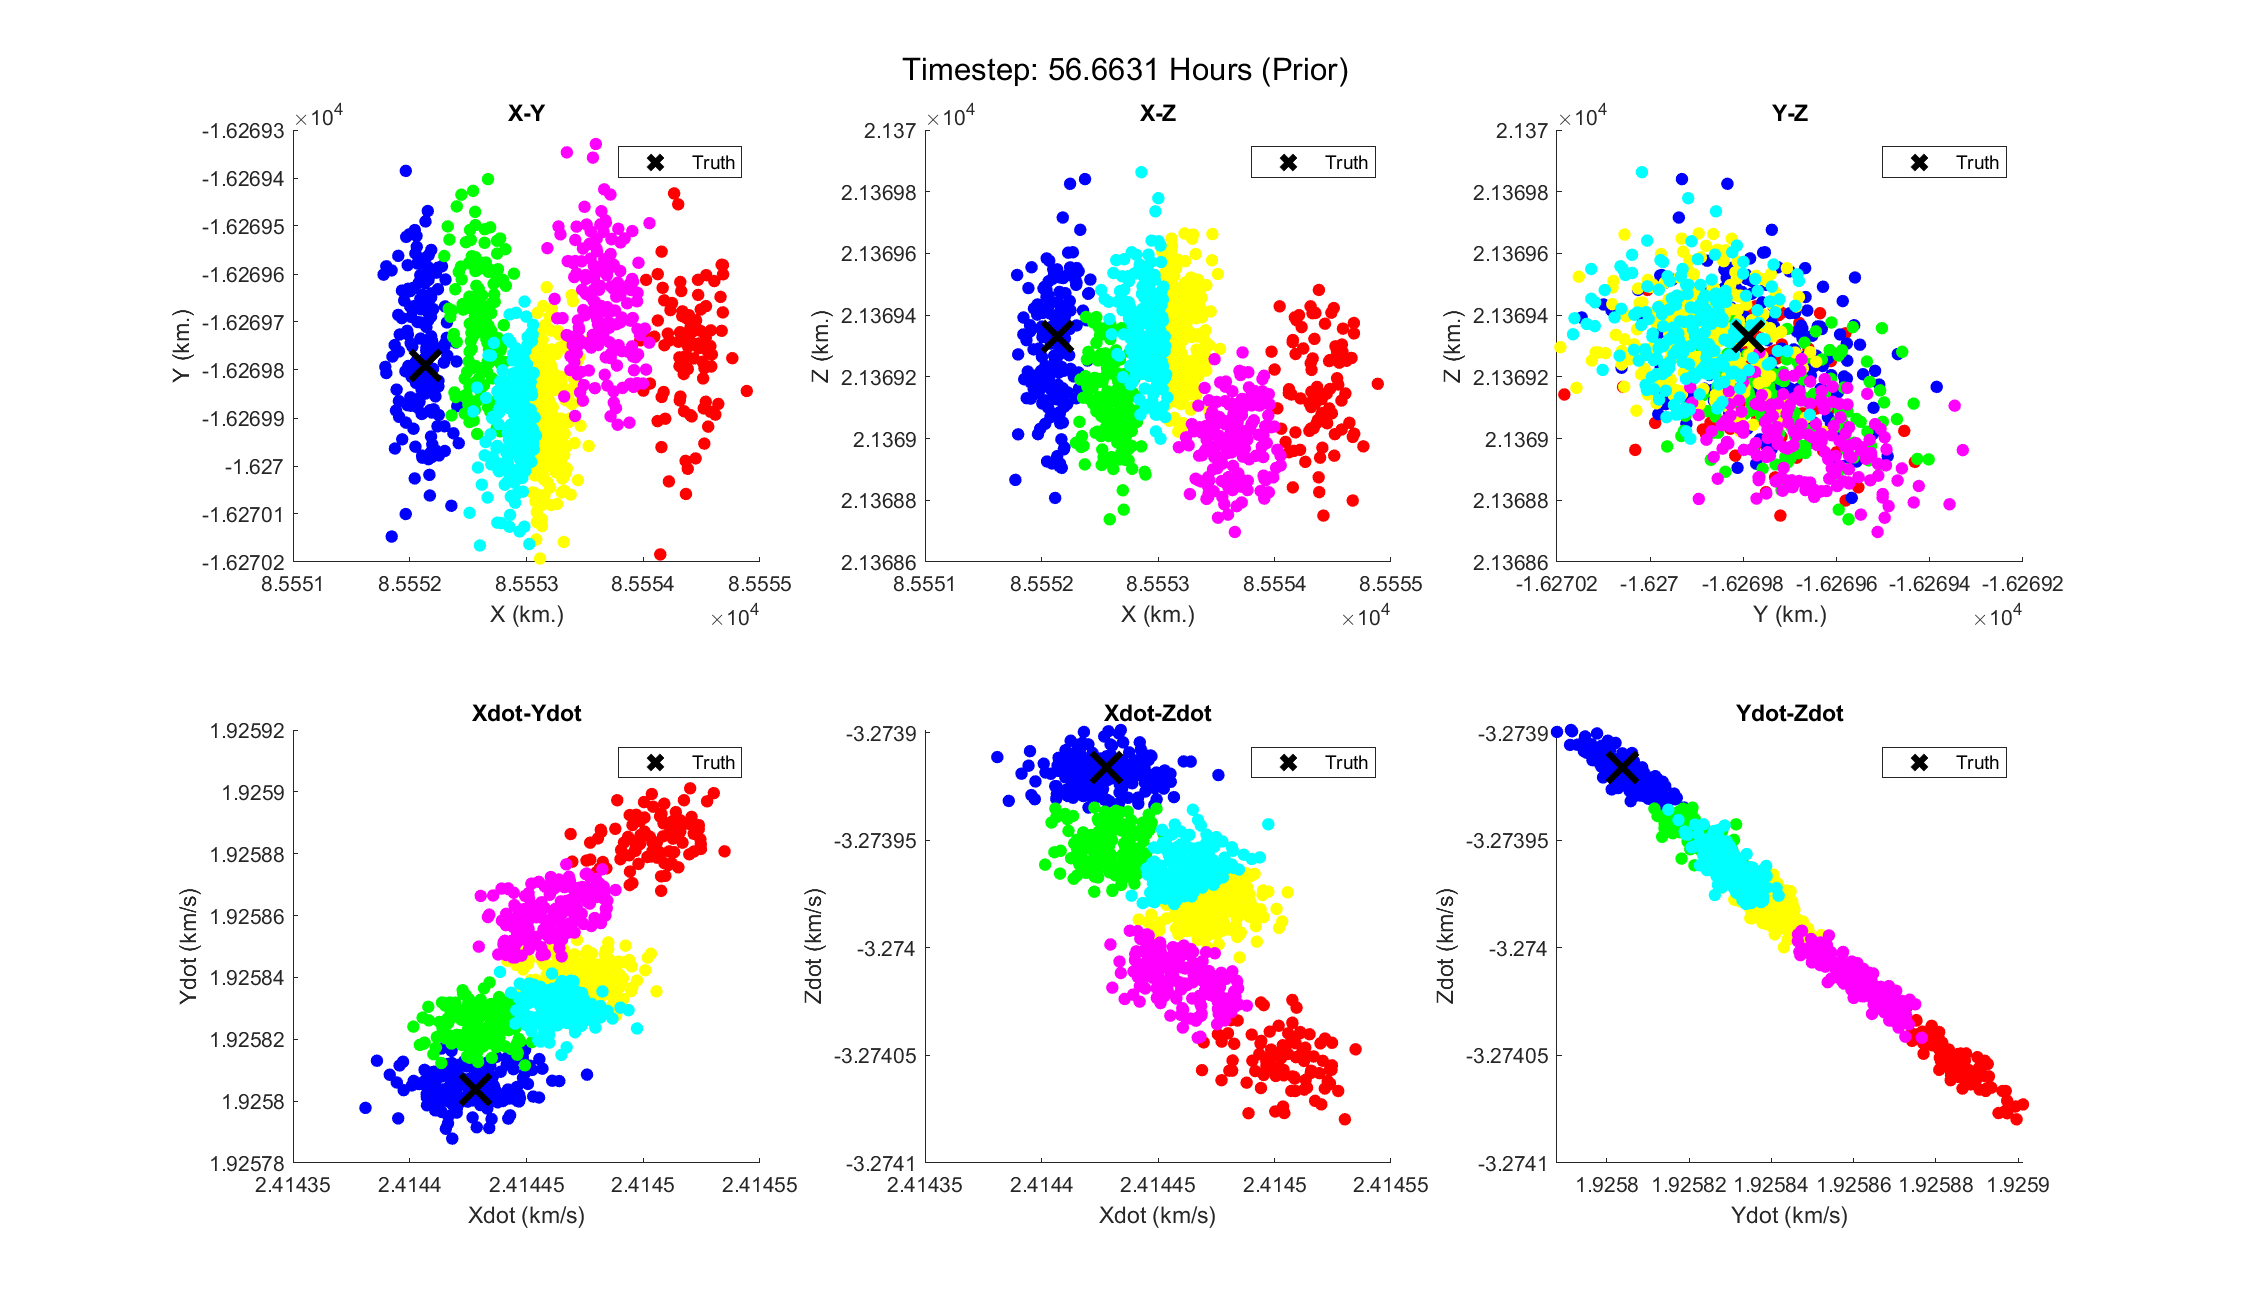 Timestep: 56.6631 Hours (Prior)
X-Y
×10^4
-1.62693
-1.62694
-1.62695
-1.62696
-1.62697
-1.62698
-1.62699
-1.627
-1.62701
-1.62702
Y (km.)
Truth
8.5551 8.5552 8.5553 8.5554 8.5555
X (km.)
×10^4
X-Z
×10^4
2.137
2.13698
2.13696
2.13694
2.13692
2.1369
2.13688
2.13686
Z (km.)
Truth
8.5551 8.5552 8.5553 8.5554 8.5555
X (km.)
×10^4
Y-Z
×10^4
2.137
2.13698
2.13696
2.13694
2.13692
2.1369
2.13688
2.13686
Z (km.)
Truth
-1.62702 -1.627 -1.62698 -1.62696 -1.62694 -1.62692
Y (km.)
×10^4
Xdot-Ydot
1.92592
1.9259
1.92588
1.92586
1.92584
1.92582
1.9258
1.92578
Ydot (km/s)
Truth
2.41435 2.4144 2.41445 2.4145 2.41455
Xdot (km/s)
Xdot-Zdot
-3.2739
-3.27395
-3.274
-3.27405
-3.2741
Zdot (km/s)
Truth
2.41435 2.4144 2.41445 2.4145 2.41455
Xdot (km/s)
Ydot-Zdot
-3.2739
-3.27395
-3.274
-3.27405
-3.2741
Zdot (km/s)
Truth
1.9258 1.92582 1.92584 1.92586 1.92588 1.9259
Ydot (km/s)